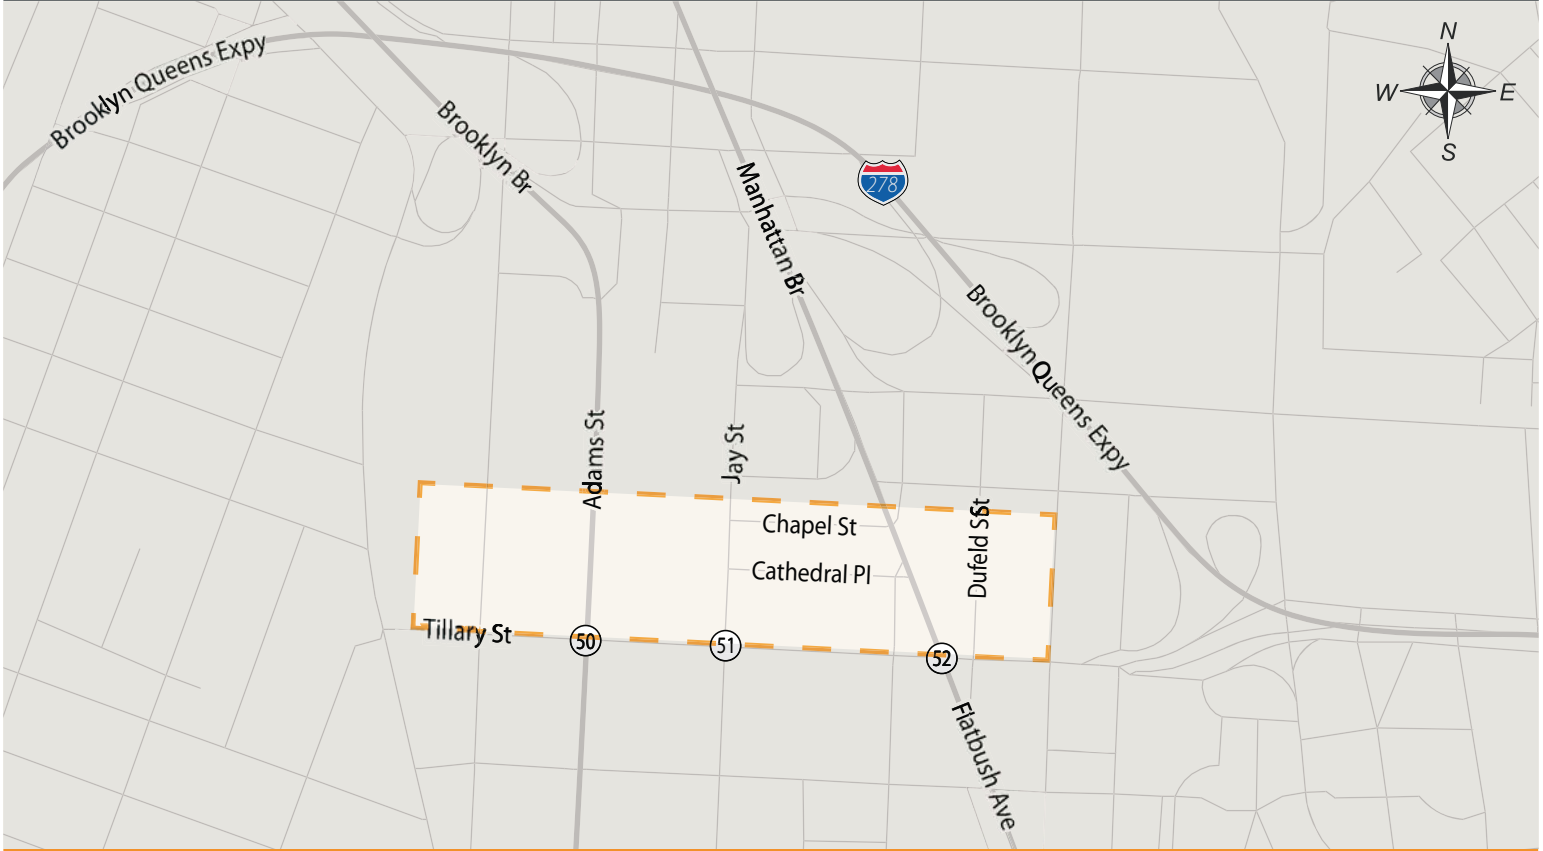 N
Brooklyn Queens Expy
W
E
Brooklyn Br
S
Manhattan Br
278
Brooklyn Queens Expy
Adams St
Jay St
Chapel St
Dufeld St
Cathedral Pl
Tillary St
50
51
52
Flatbush Ave